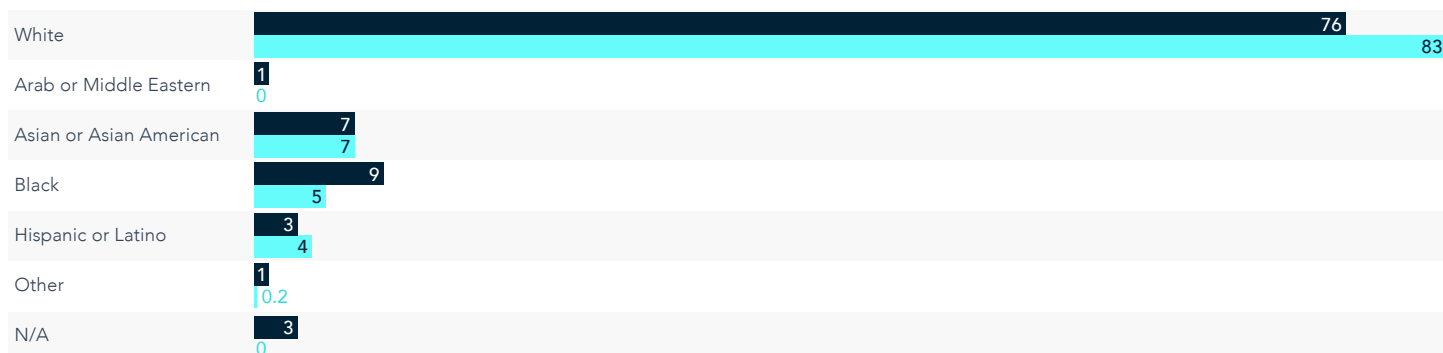 White
76
83
Arab or Middle Eastern
1
0
Asian or Asian American
7
7
Black
9
5
Hispanic or Latino
3
4
Other
1
0.2
N/A
3
0